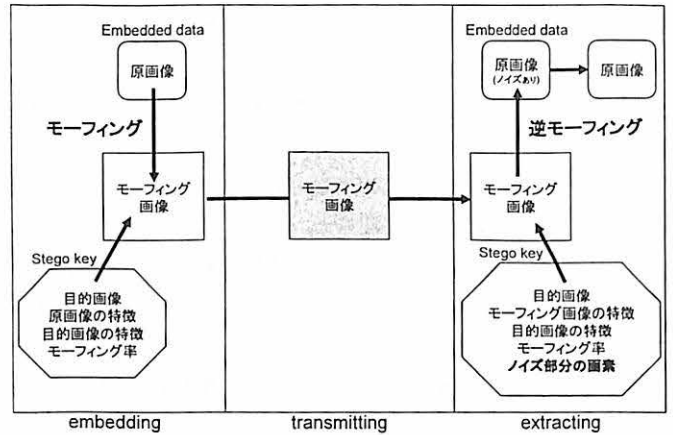 Embedded data
原画像
モーフィング
モーフィング
画像
Stego key
目的画像
原画像の特徴
目的画像の特徴
モーフィング率
embedding
モーフィング
画像
transmitting
Embedded data
原画像
(ノイズあり)
原画像
逆モーフィング
モーフィング
画像
Stego key
目的画像
モーフィング画像の特徴
目的画像の特徴
モーフィング率
ノイズ部分の画素
extracting